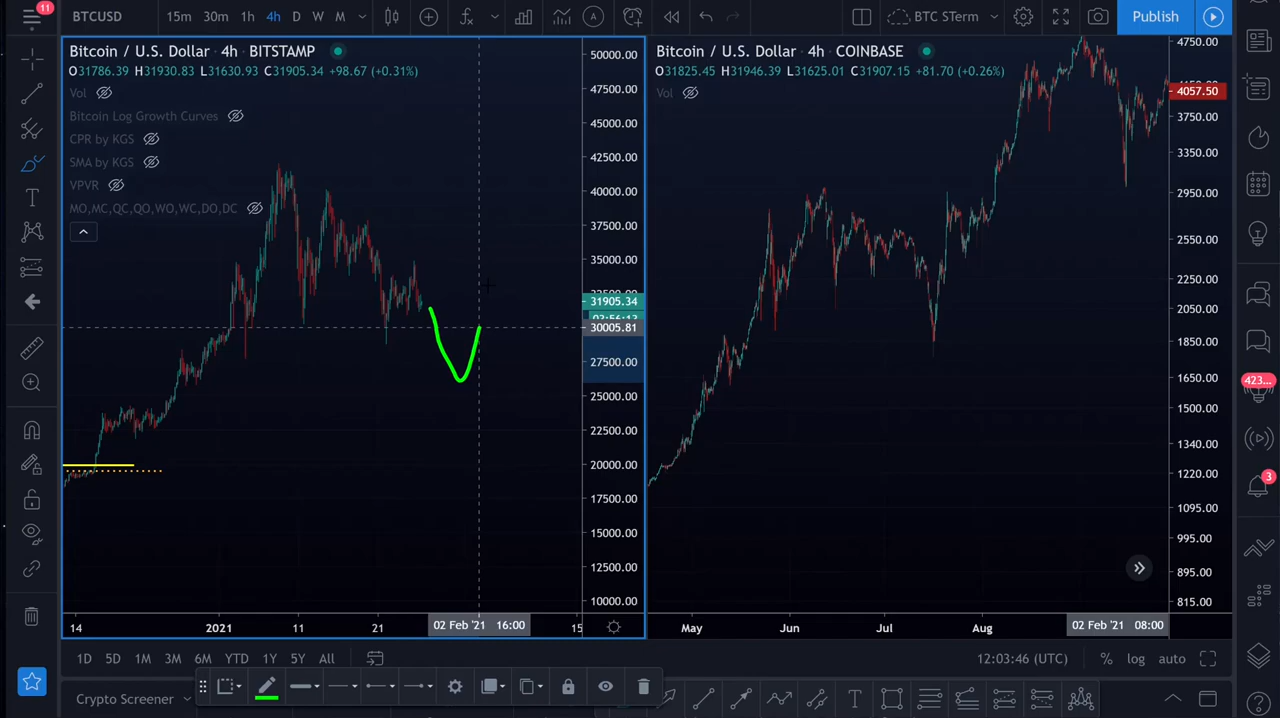 11
BTCUSD
15m 30m 1h 4h D W M
BTC STerm
Publish
Bitcoin / U.S. Dollar · 4h · BITSTAMP
O31786.39 H31930.83 L31630.93 C31905.34 +98.67 (+0.31%)
Vol
Bitcoin Log Growth Curves
CPR by KGS
SMA by KGS
VPVR
MO,MC,QC,QO,WO,WC,DO,DC
50000.00
47500.00
45000.00
42500.00
40000.00
37500.00
35000.00
31905.34
30005.81
27500.00
25000.00
22500.00
20000.00
17500.00
15000.00
12500.00
10000.00
14 2021 11 21 02 Feb '21 16:00 15
Bitcoin / U.S. Dollar · 4h · COINBASE
O31825.45 H31946.39 L31625.01 C31907.15 +81.70 (+0.26%)
Vol
4750.00
4057.50
3750.00
3350.00
2950.00
2550.00
2250.00
2050.00
1850.00
1650.00
1500.00
1340.00
1220.00
1095.00
995.00
895.00
815.00
May Jun Jul Aug 02 Feb '21 08:00
423...
3
1D 5D 1M 3M 6M YTD 1Y 5Y All
12:03:46 (UTC) % log auto
Crypto Screener